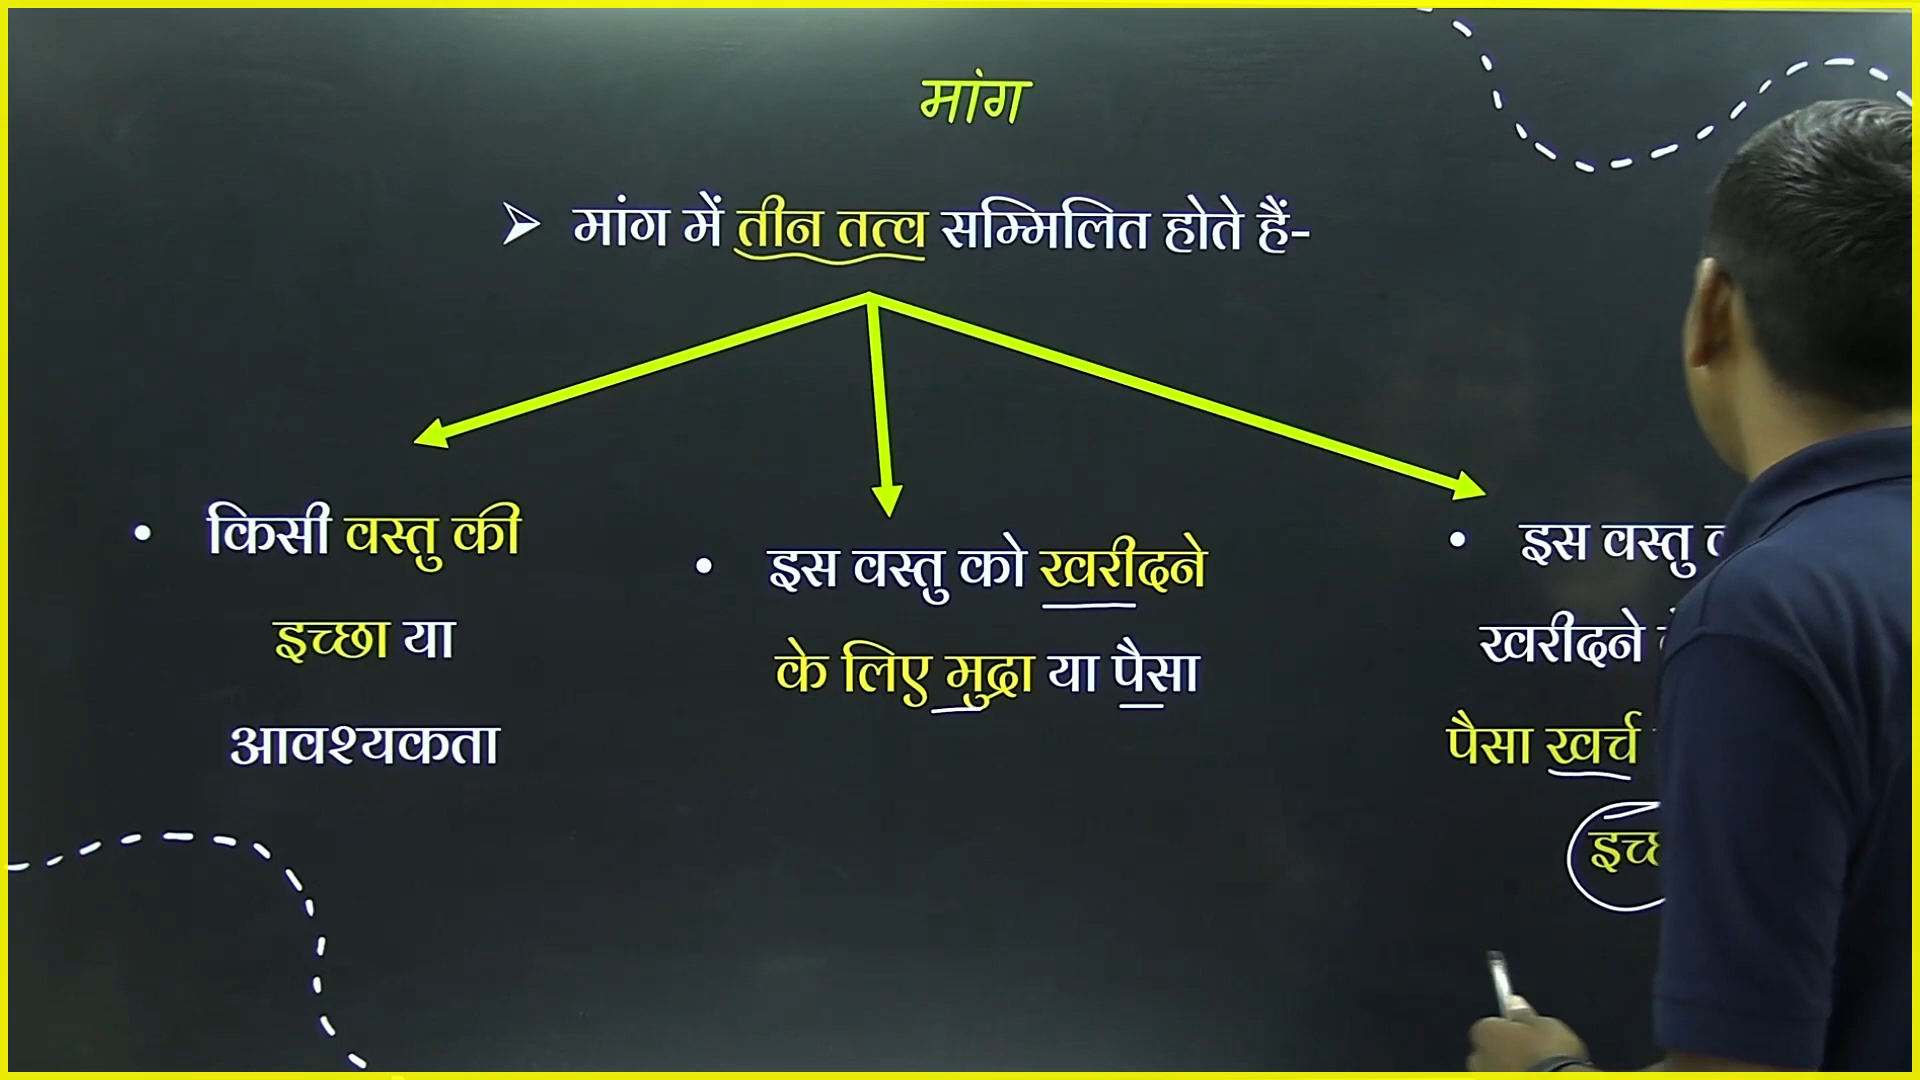 मांग
➢ मांग में तीन तत्व सम्मिलित होते हैं-
• किसी वस्तु की
इच्छा या
आवश्यकता
• इस वस्तु को खरीदने
के लिए मुद्रा या पैसा
• इस वस्तु
खरीदने
पैसा खर्च